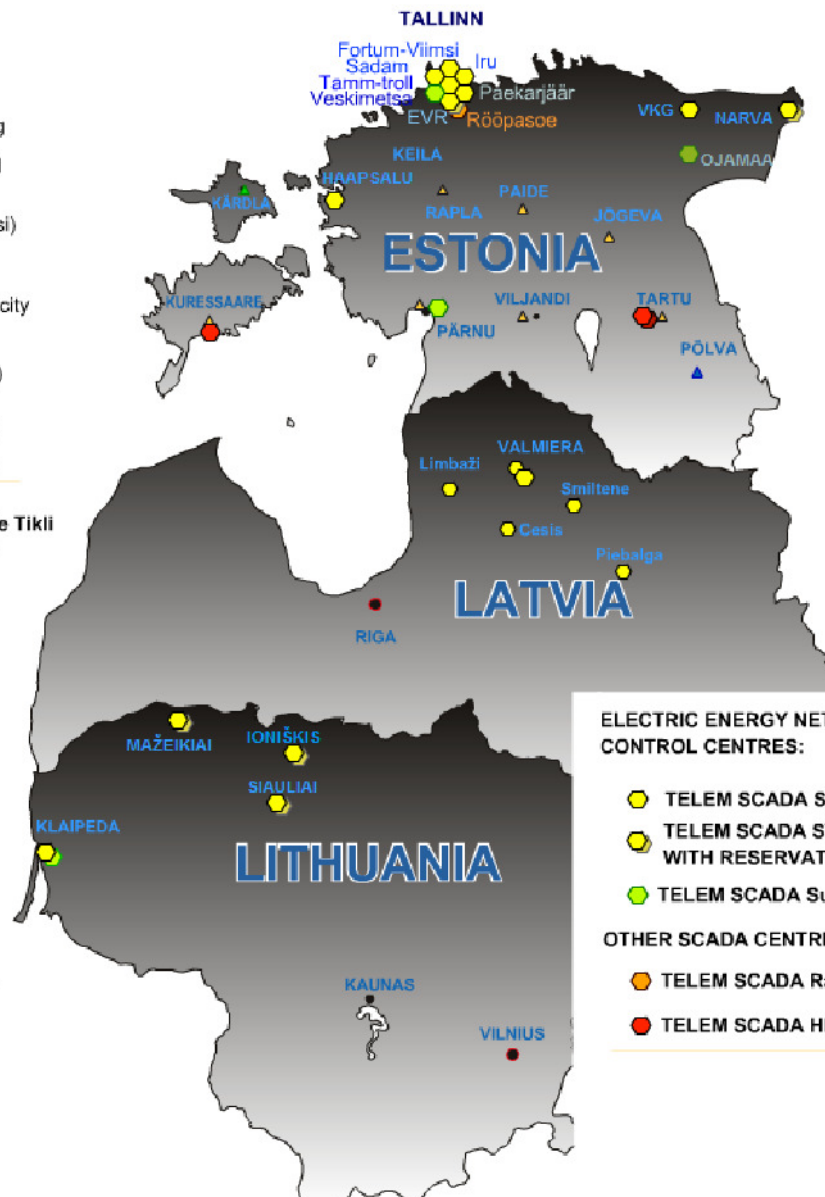 TALLINN
Fortum-Viimsi
Sadam
Iru
Tamm-troll
Veskimetsa
Paekarjäär
EVR
Rööpasoe
VKG
NARVA
KEILA
OJAMAA
HAAPSALU
KÄRDLA
PAIDE
RAPLA
JÕGEVA
si)
ESTONIA
KURESSAARE
city
VILJANDI
TARTU
PÄRNU
PÕLVA
)
VALMIERA
Limbaži
Smiltene
e Tikli
Cesis
Piebalga
LATVIA
RIGA
ELECTRIC ENERGY NET
CONTROL CENTRES:
MAŽEIKIAI
IONIŠKIS
SIAULIAI
TELEM SCADA S
KLAIPEDA
TELEM SCADA S
WITH RESERVAT
LITHUANIA
TELEM SCADA Su
OTHER SCADA CENTR
TELEM SCADA R
KAUNAS
TELEM SCADA H
VILNIUS